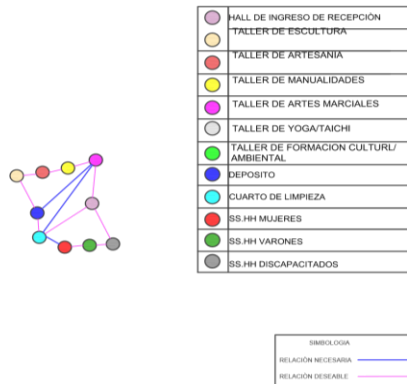 HALL DE INGRESO DE RECEPCIÓN
TALLER DE ESCULTURA
TALLER DE ARTESANIA
TALLER DE MANUALIDADES
TALLER DE ARTES MARCIALES
TALLER DE YOGA/TAICHI
TALLER DE FORMACION CULTURL/
AMBIENTAL
DEPOSITO
CUARTO DE LIMPIEZA
SS.HH MUJERES
SS.HH VARONES
SS.HH DISCAPACITADOS
SIMBOLOGIA
RELACIÓN NECESARIA
RELACIÓN DESEABLE